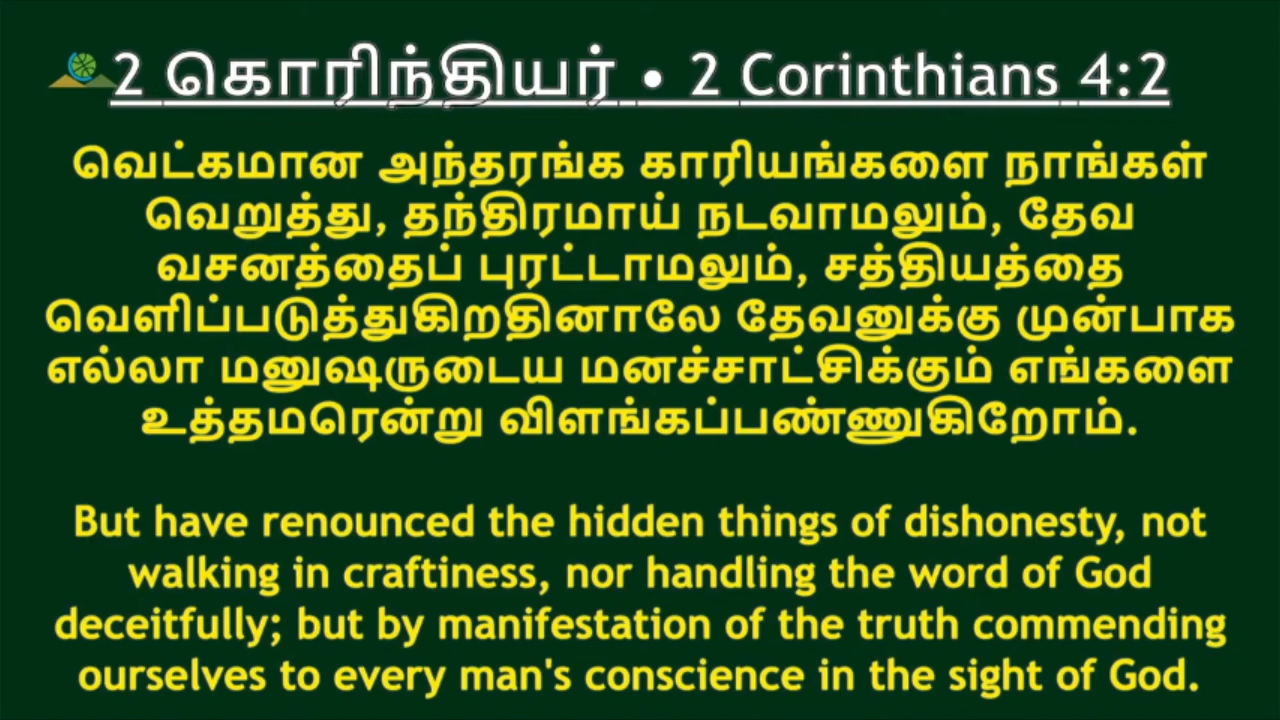 2 கொரிந்தியர் • 2 Corinthians 4:2
வெட்கமான அந்தரங்க காரியங்களை நாங்கள்
வெறுத்து, தந்திரமாய் நடவாமலும், தேவ
வசனத்தைப் புரட்டாமலும், சத்தியத்தை
வெளிப்படுத்துகிறதினாலே தேவனுக்கு முன்பாக
எல்லா மனுஷருடைய மனச்சாட்சிக்கும் எங்களை
உத்தமரென்று விளங்கப்பண்ணுகிறோம்.
But have renounced the hidden things of dishonesty, not
walking in craftiness, nor handling the word of God
deceitfully; but by manifestation of the truth commending
ourselves to every man's conscience in the sight of God.